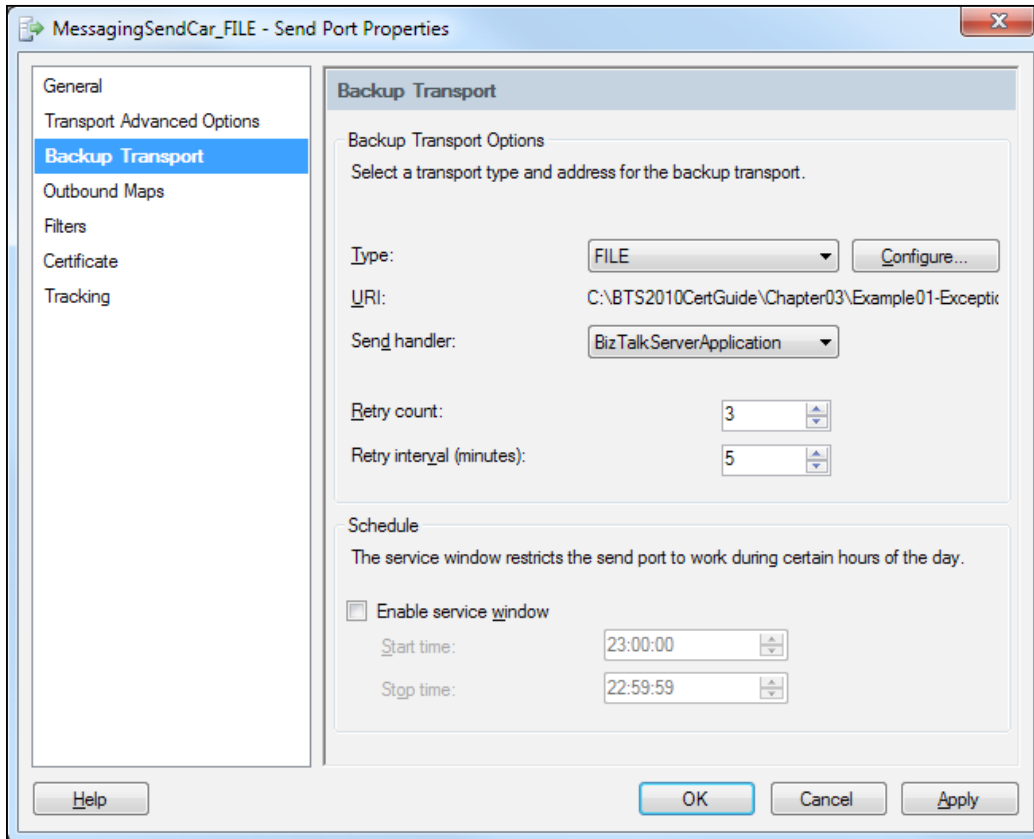 MessagingSendCar_FILE - Send Port Properties
General
Transport Advanced Options
Backup Transport
Outbound Maps
Filters
Certificate
Tracking
Backup Transport
Backup Transport Options
Select a transport type and address for the backup transport.
Type: FILE Configure...
URI: C:\BTS2010CertGuide\Chapter03\Example01-Exceptic
Send handler: BizTalkServerApplication
Retry count: 3
Retry interval (minutes): 5
Schedule
The service window restricts the send port to work during certain hours of the day.
Enable service window
Start time: 23:00:00
Stop time: 22:59:59
Help OK Cancel Apply